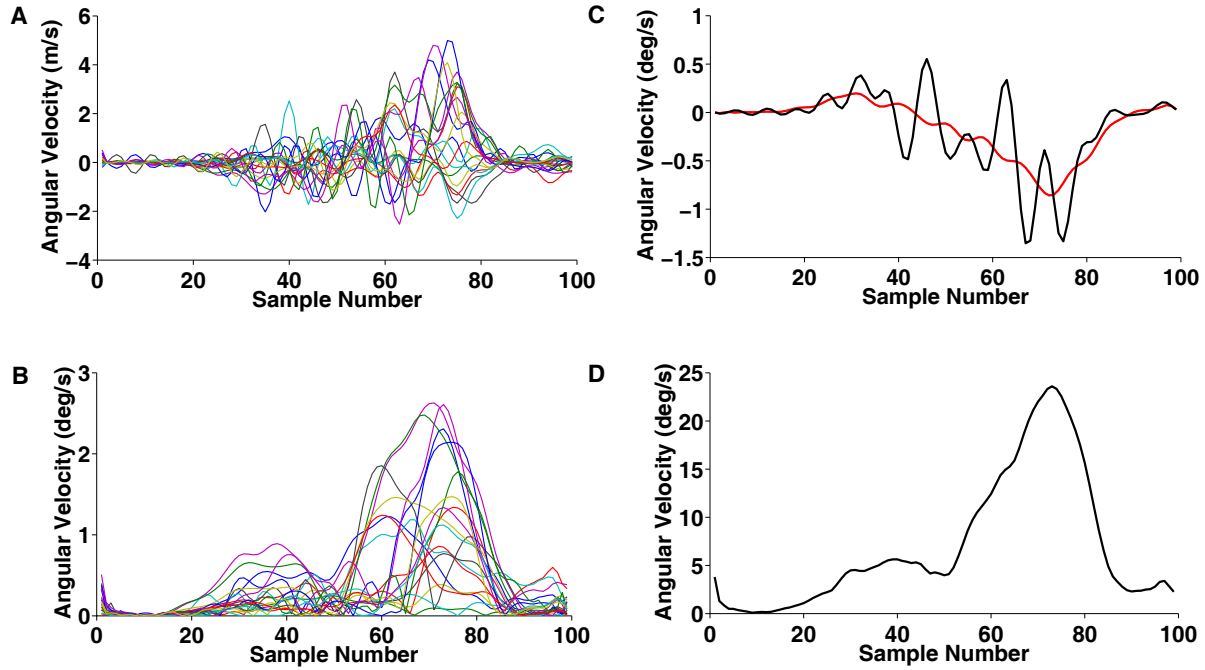 A
Angular Velocity (m/s)
6
4
2
0
−2
−4
0 20 40 60 80 100
Sample Number
C
Angular Velocity (deg/s)
1
0.5
0
−0.5
−1
−1.5
0 20 40 60 80 100
Sample Number
B
Angular Velocity (deg/s)
3
2
1
0
0 20 40 60 80 100
Sample Number
D
Angular Velocity (deg/s)
25
20
15
10
5
0
0 20 40 60 80 100
Sample Number